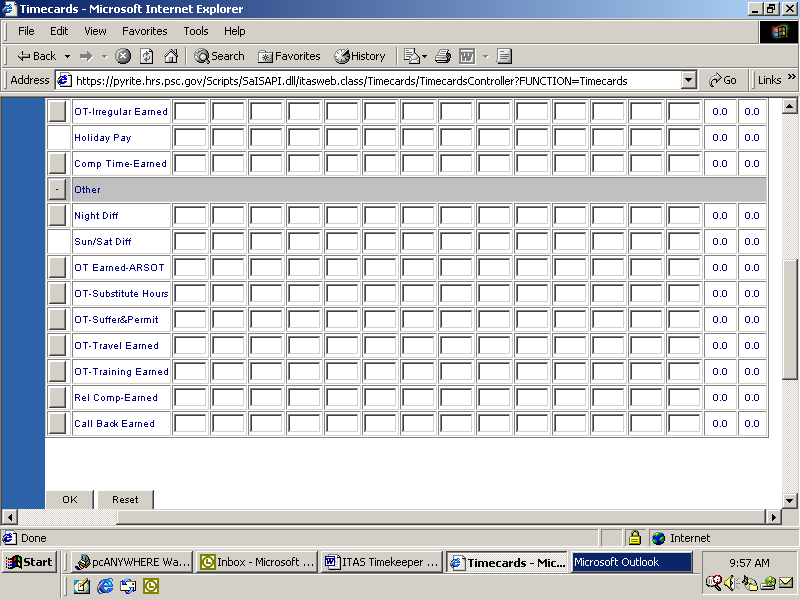 Timecards - Microsoft Internet Explorer
File Edit View Favorites Tools Help
Back Search Favorites History
Address https://pyrite.hrs.psc.gov/Scripts/SaISAPI.dll/itasweb.class/Timecards/TimecardsController?FUNCTION=Timecards Go Links »
OT-Irregular Earned 0.0 0.0
Holiday Pay 0.0 0.0
Comp Time-Earned 0.0 0.0
- Other
Night Diff 0.0 0.0
Sun/Sat Diff 0.0 0.0
OT Earned-ARSOT 0.0 0.0
OT-Substitute Hours 0.0 0.0
OT-Suffer&Permit 0.0 0.0
OT-Travel Earned 0.0 0.0
OT-Training Earned 0.0 0.0
Rel Comp-Earned 0.0 0.0
Call Back Earned 0.0 0.0
OK Reset
Done Internet
Start pcANYWHERE Wa... Inbox - Microsoft ... ITAS Timekeeper ... Timecards - Mic... Microsoft Outlook 9:57 AM